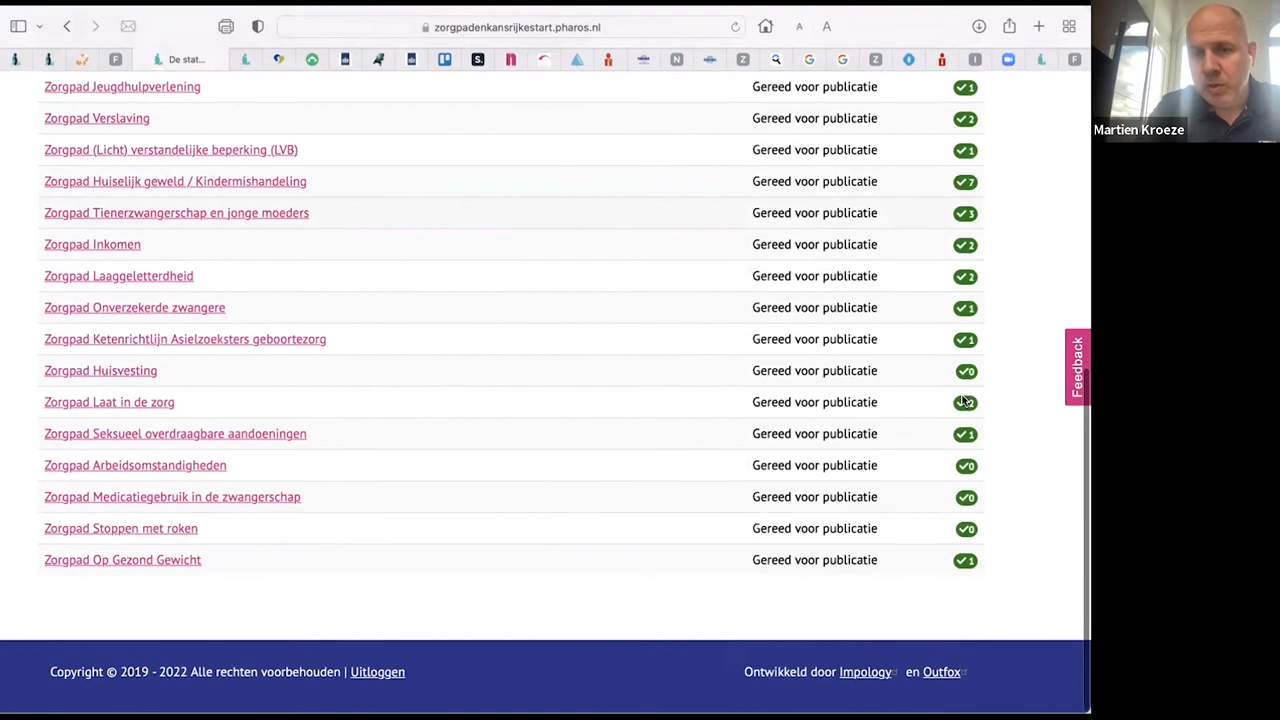 zorgpadenkansrijkestart.pharos.nl
A A
F De stat... S. N Z G G Z F
Zorgpad Jeugdhulpverlening Gereed voor publicatie 1
Zorgpad Verslaving Gereed voor publicatie 2
Zorgpad (Licht) verstandelijke beperking (LVB) Gereed voor publicatie 1
Zorgpad Huiselijk geweld / Kindermishandeling Gereed voor publicatie 7
Zorgpad Tienerzwangerschap en jonge moeders Gereed voor publicatie 3
Zorgpad Inkomen Gereed voor publicatie 2
Zorgpad Laaggeletterdheid Gereed voor publicatie 2
Zorgpad Onverzekerde zwangere Gereed voor publicatie 1
Zorgpad Ketenrichtlijn Asielzoeksters geboortezorg Gereed voor publicatie 1
Zorgpad Huisvesting Gereed voor publicatie 0
Zorgpad Laat in de zorg Gereed voor publicatie
Zorgpad Seksueel overdraagbare aandoeningen Gereed voor publicatie 1
Zorgpad Arbeidsomstandigheden Gereed voor publicatie 0
Zorgpad Medicatiegebruik in de zwangerschap Gereed voor publicatie 0
Zorgpad Stoppen met roken Gereed voor publicatie 0
Zorgpad Op Gezond Gewicht Gereed voor publicatie 1
Feedback
Copyright © 2019 - 2022 Alle rechten voorbehouden | Uitloggen
Ontwikkeld door Impology en Outfox
Martien Kroeze